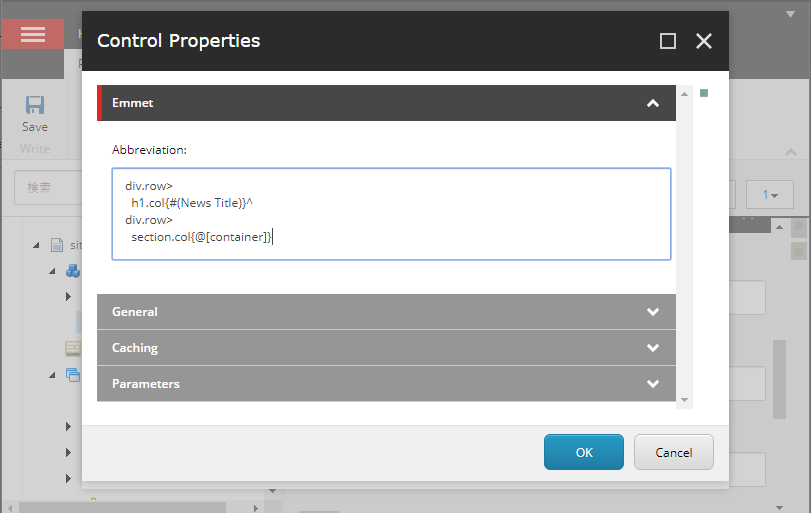 Control Properties
Save
Write
検索
1
Emmet
Abbreviation:
div.row>
h1.col{#(News Title)}^
div.row>
section.col{@[container]}
General
Caching
Parameters
OK
Cancel